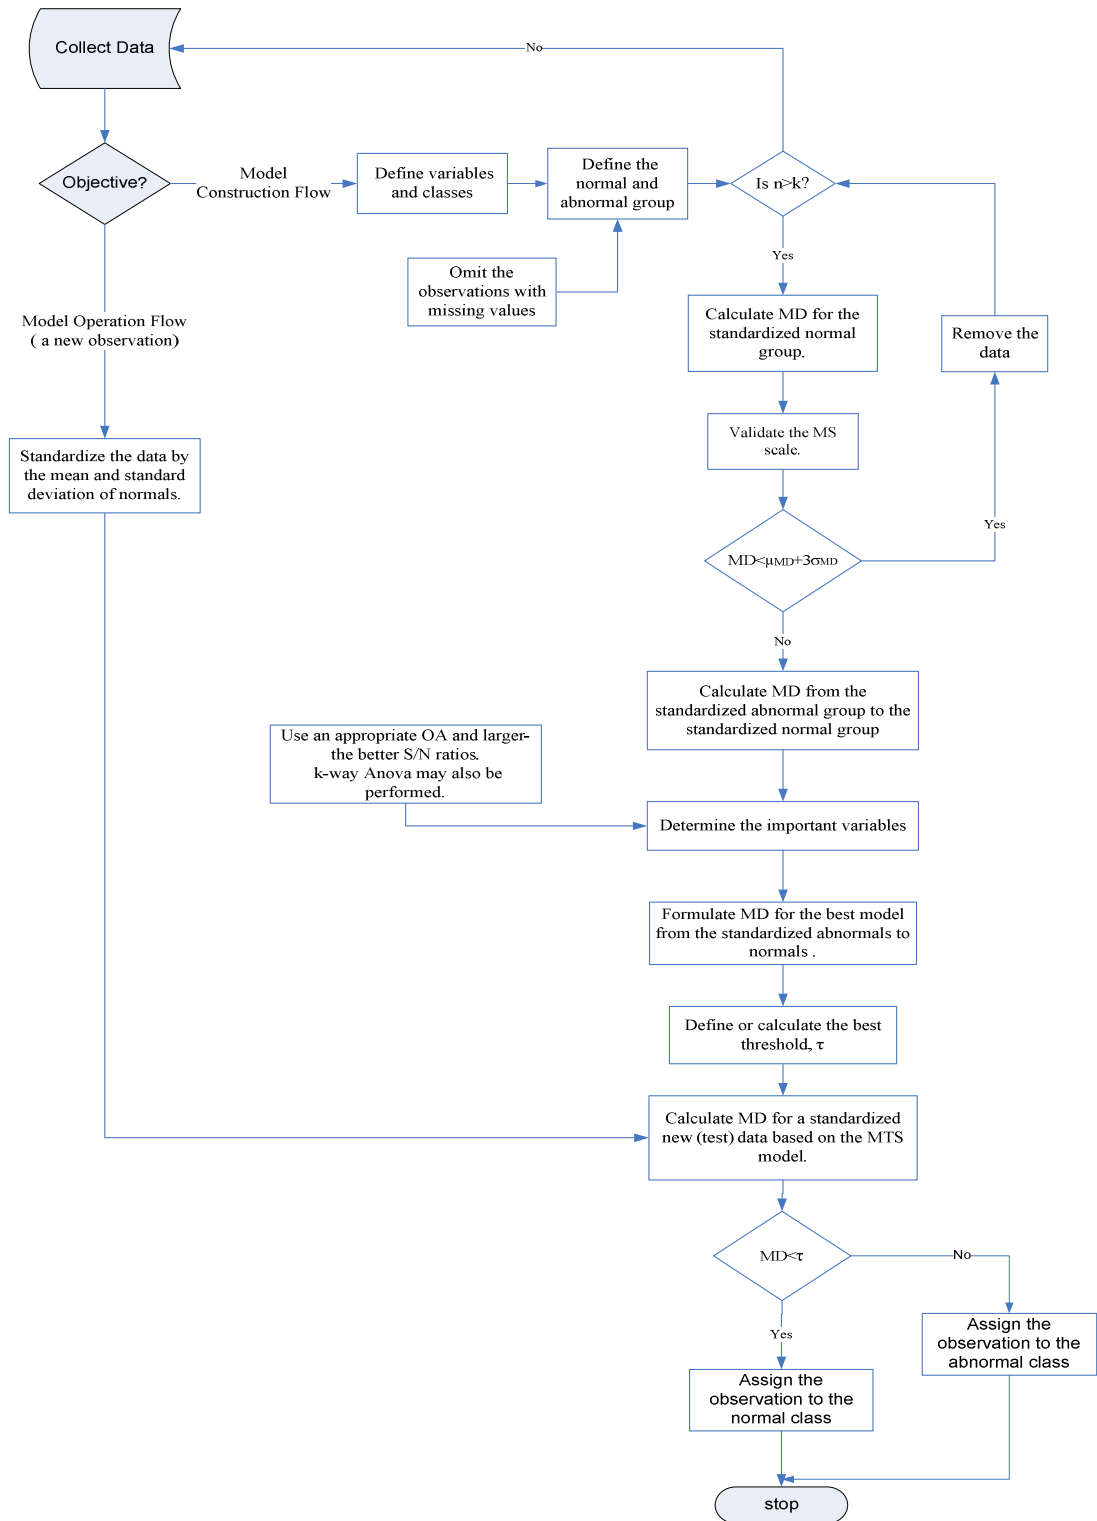 Collect Data
No
Objective?
Model
Construction Flow
Define variables
and classes
Define the
normal and
abnormal group
Is n>k?
Omit the
observations with
missing values
Yes
Calculate MD for the
standardized normal
group.
Remove the
data
Model Operation Flow
( a new observation)
Validate the MS
scale.
Standardize the data by
the mean and standard
deviation of normals.
Yes
MD<μMD+3σMD
No
Calculate MD from the
standardized abnormal group to the
standardized normal group
Use an appropriate OA and larger-
the better S/N ratios.
k-way Anova may also be
performed.
Determine the important variables
Formulate MD for the best model
from the standardized abnormals to
normals .
Define or calculate the best
threshold, τ
Calculate MD for a standardized
new (test) data based on the MTS
model.
MD<τ
No
Yes
Assign the
observation to the
abnormal class
Assign the
observation to the
normal class
stop